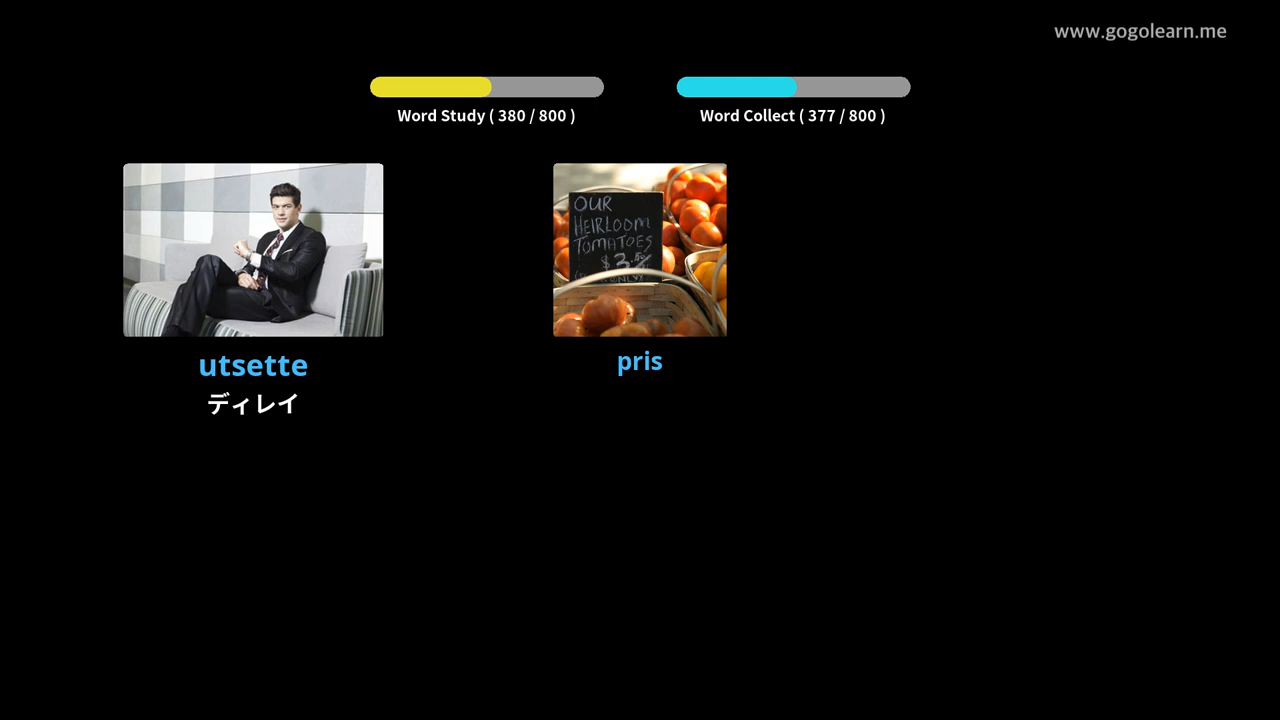 www.gogolearn.me
Word Study ( 380 / 800 )
Word Collect ( 377 / 800 )
OUR
HEIRLOOM
TOMATOES
utsette
ディレイ
pris